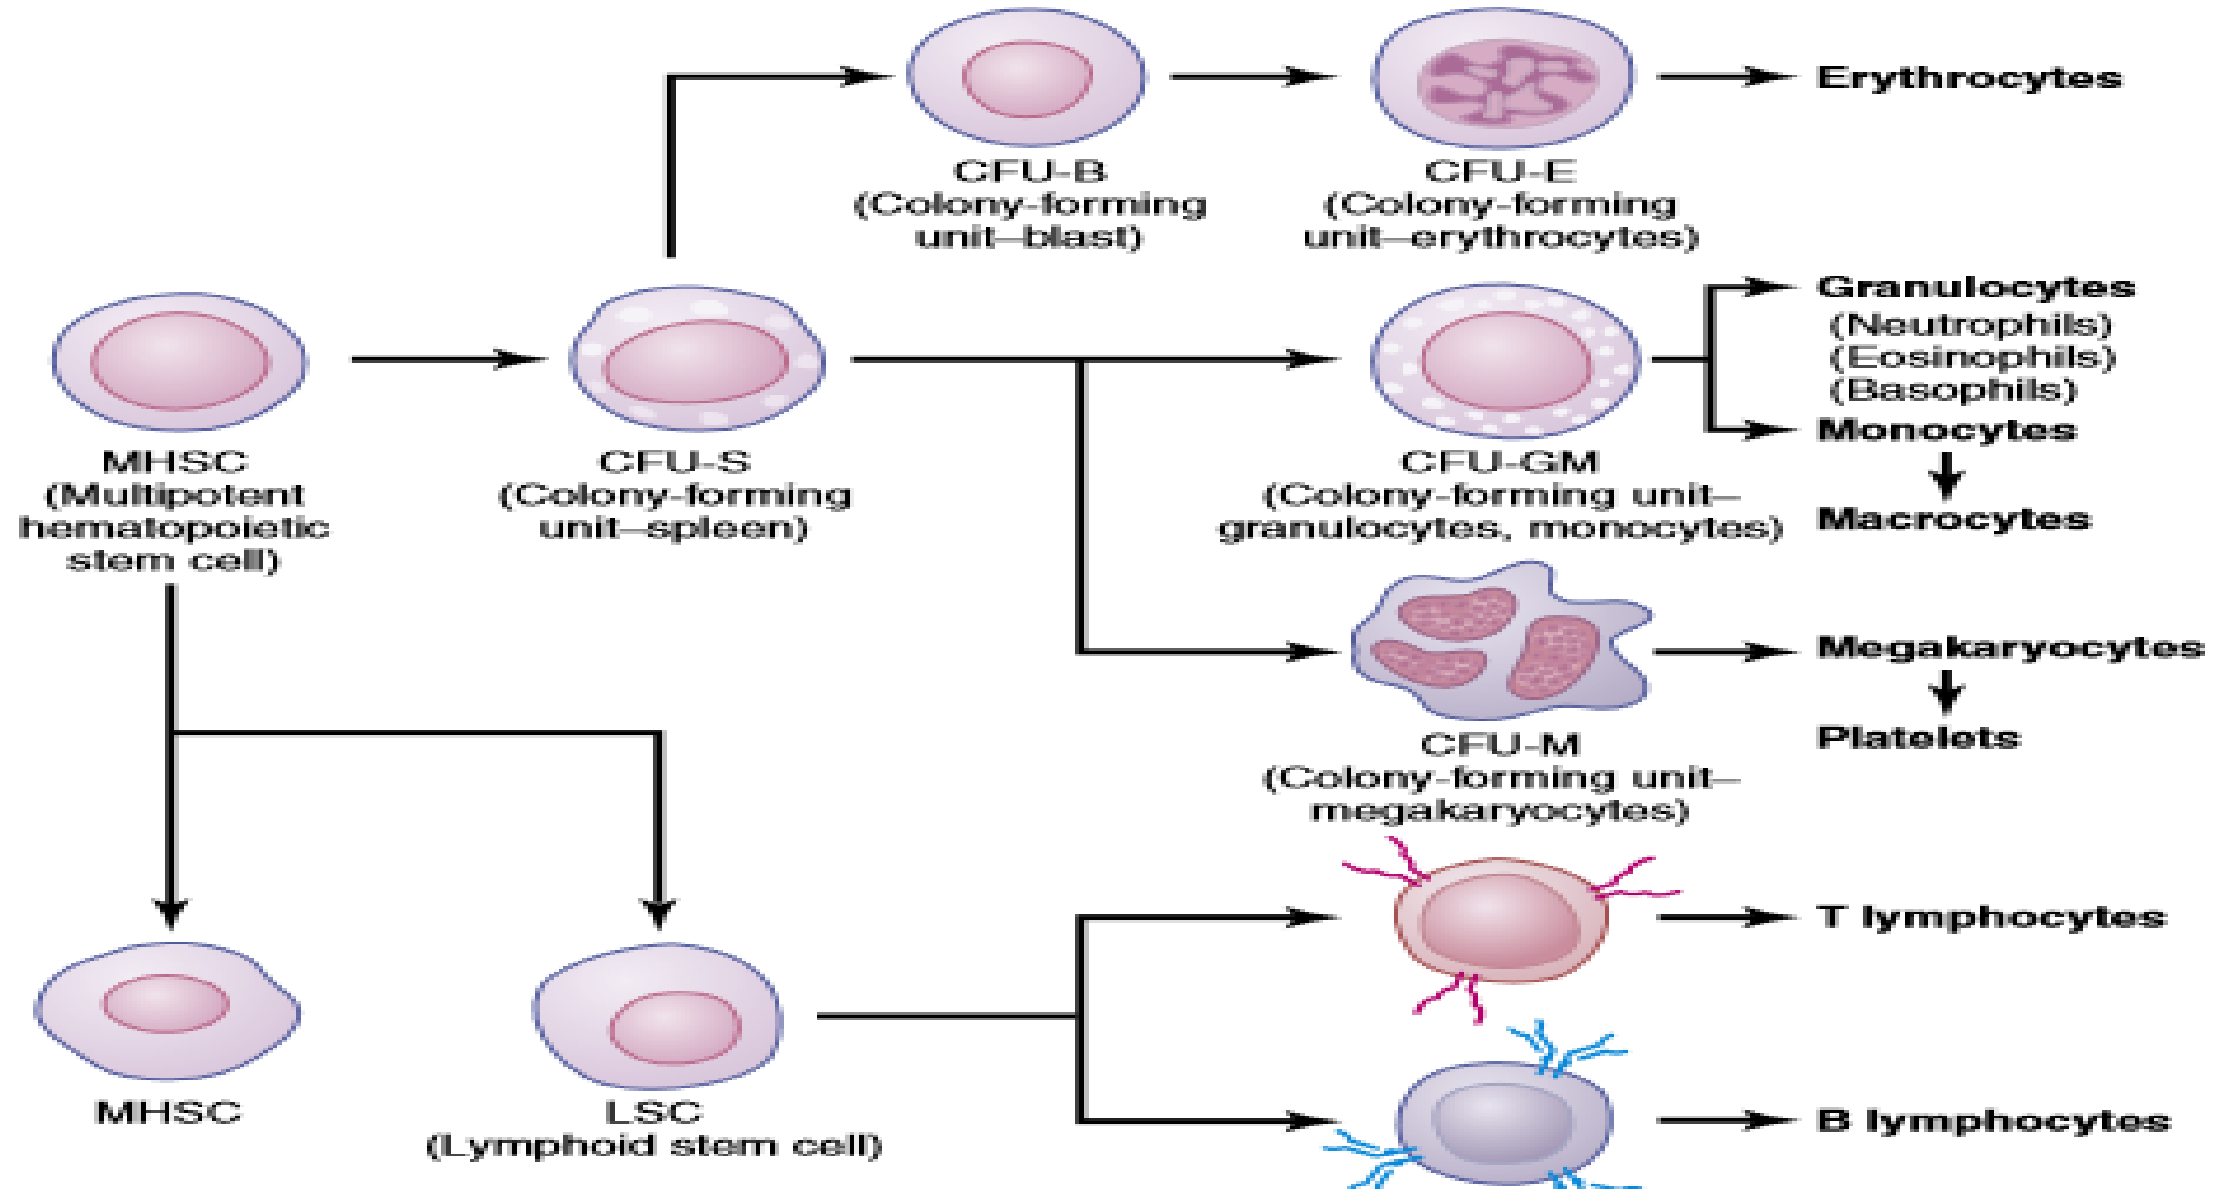 Erythrocytes
CFU-B
(Colony-forming
unit–blast)
CFU-E
(Colony-forming
unit–erythrocytes)
Granulocytes
(Neutrophils)
(Eosinophils)
(Basophils)
Monocytes
Macrocytes
MHSC
(Multipotent
hematopoietic
stem cell)
CFU-S
(Colony-forming
unit–spleen)
CFU-GM
(Colony-forming unit–
granulocytes, monocytes)
Megakaryocytes
Platelets
CFU-M
(Colony-forming unit–
megakaryocytes)
T lymphocytes
MHSC
LSC
(Lymphoid stem cell)
B lymphocytes